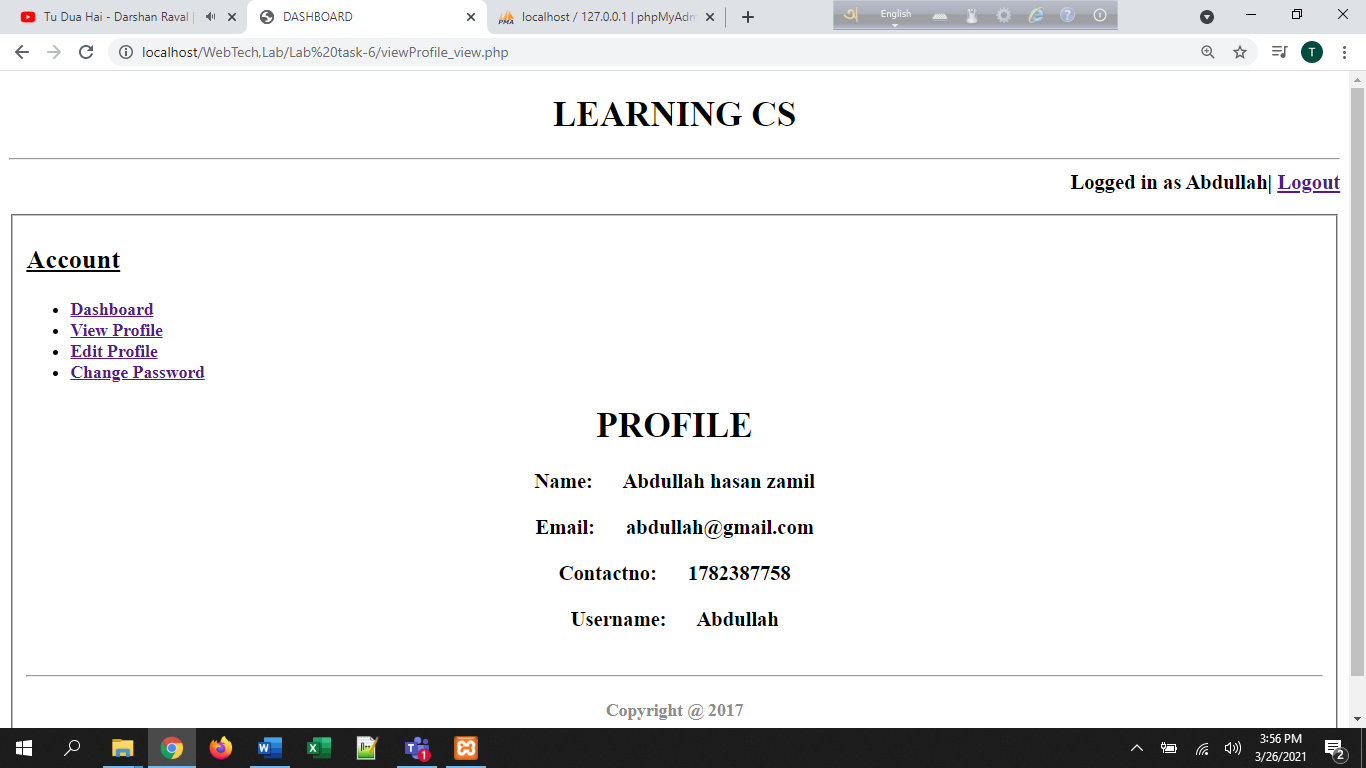 Tu Dua Hai - Darshan Raval |
DASHBOARD
localhost / 127.0.0.1 | phpMyAdm
অ English
localhost/WebTech,Lab/Lab%20task-6/viewProfile_view.php
T
LEARNING CS
Logged in as Abdullah| Logout
Account
Dashboard
View Profile
Edit Profile
Change Password
PROFILE
Name: Abdullah hasan zamil
Email: abdullah@gmail.com
Contactno: 1782387758
Username: Abdullah
Copyright @ 2017
3:56 PM
3/26/2021
1
2